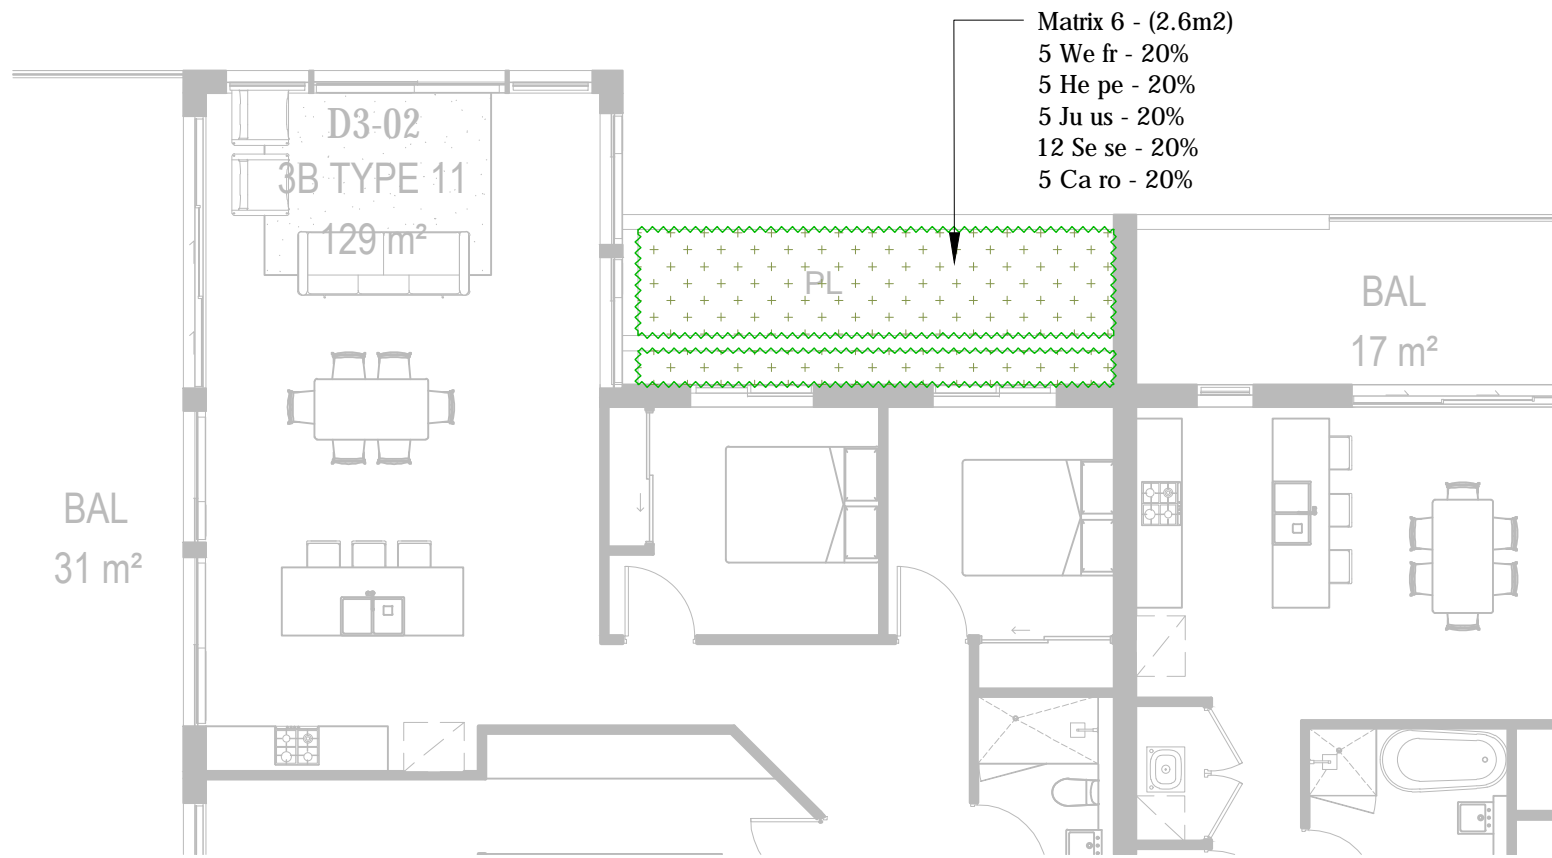 Matrix 6 - (2.6m2)
5 We fr - 20%
5 He pe - 20%
5 Ju us - 20%
12 Se se - 20%
5 Ca ro - 20%
D3-02
3B TYPE 11
129 m²
PL
BAL
17 m²
BAL
31 m²